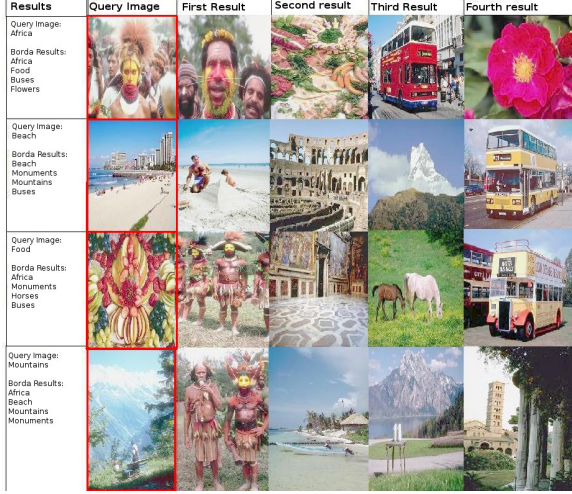 Results
Query Image
First Result
Second result
Third Result
Fourth result
Query Image:
Africa
Borda Results:
Africa
Food
Buses
Flowers
Query Image:
Beach
Borda Results:
Beach
Monuments
Mountains
Buses
Query Image:
Food
Borda Results:
Africa
Monuments
Horses
Buses
Query Image:
Mountains
Borda Results:
Africa
Beach
Mountains
Monuments